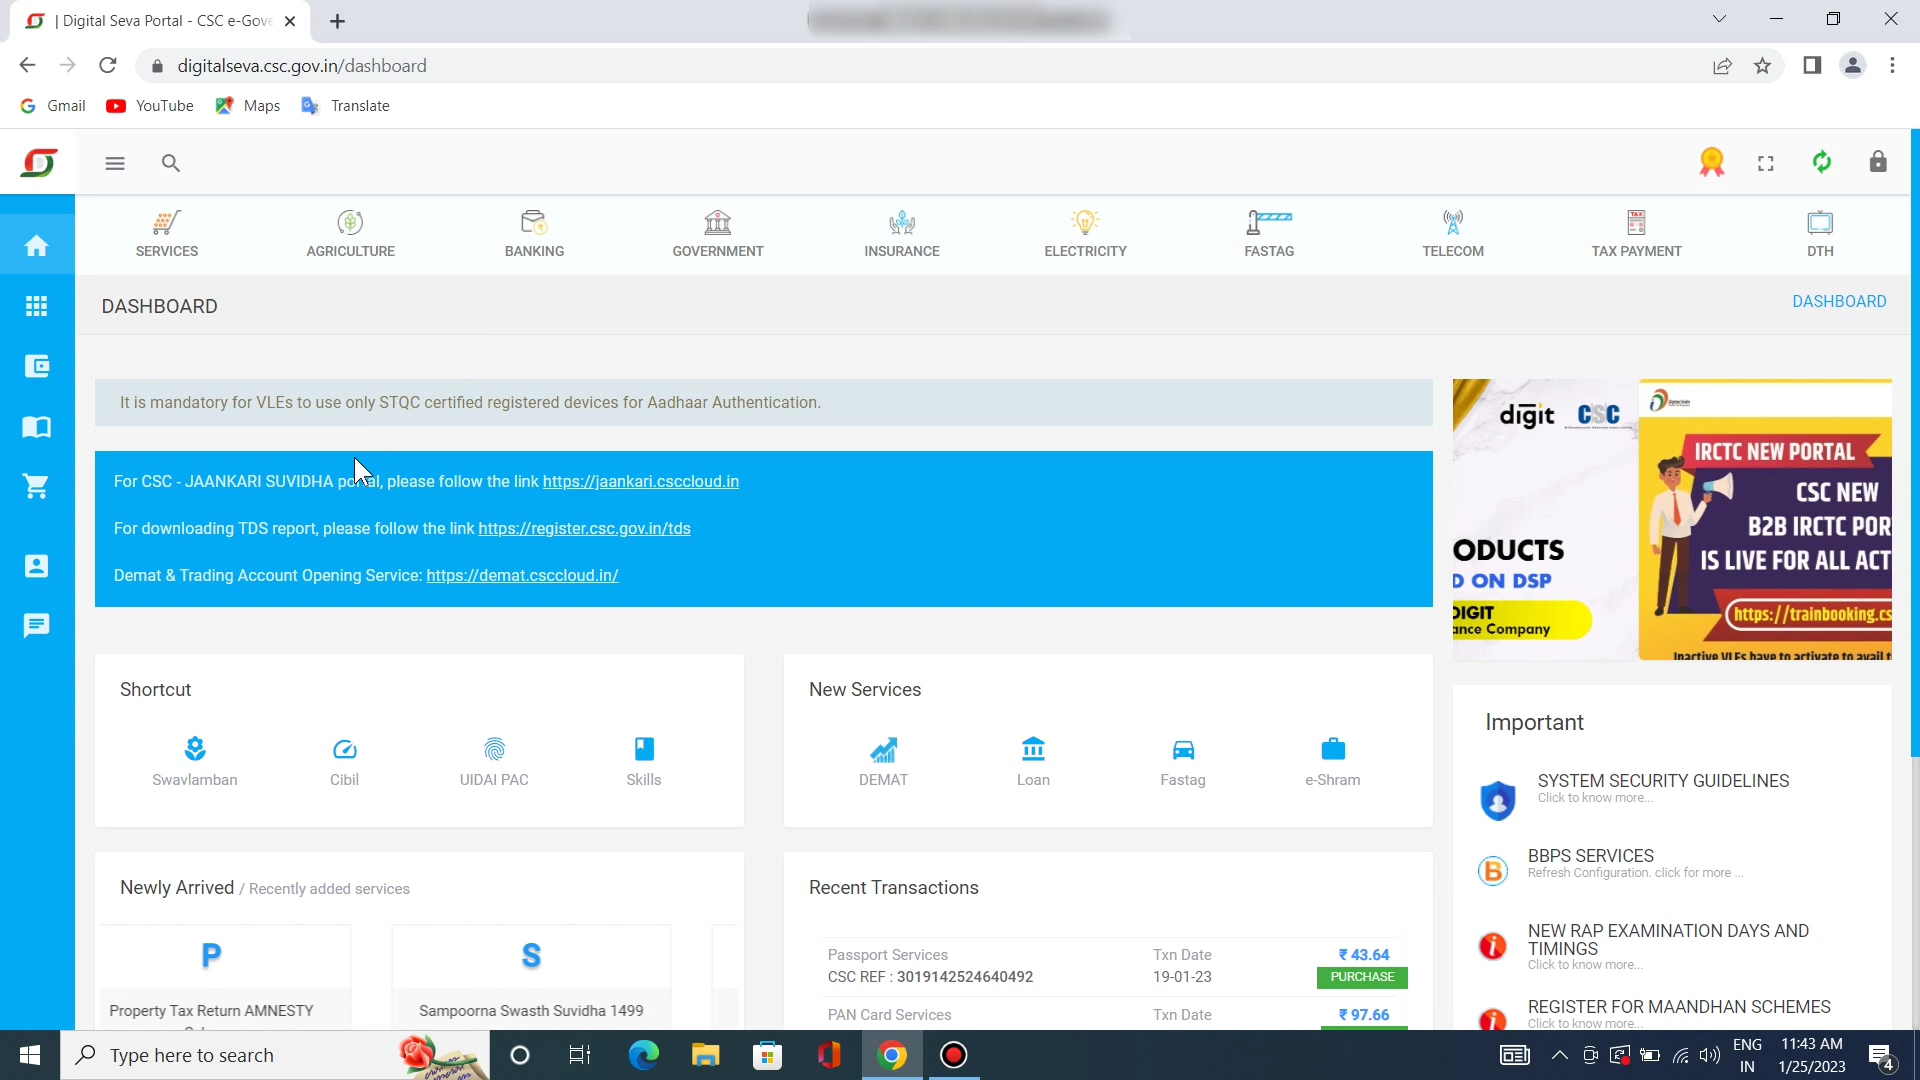 | Digital Seva Portal - CSC e-Gove
digitalseva.csc.gov.in/dashboard
Gmail YouTube Maps Translate
SERVICES AGRICULTURE BANKING GOVERNMENT INSURANCE ELECTRICITY FASTAG TELECOM TAX PAYMENT DTH
DASHBOARD
DASHBOARD
It is mandatory for VLEs to use only STQC certified registered devices for Aadhaar Authentication.
For CSC - JAANKARI SUVIDHA portal, please follow the link https://jaankari.csccloud.in
For downloading TDS report, please follow the link https://register.csc.gov.in/tds
Demat & Trading Account Opening Service: https://demat.csccloud.in/
digit CSC
ODUCTS
D ON DSP
DIGIT
ance Company
IRCTC NEW PORTAL
CSC NEW
B2B IRCTC POR
IS LIVE FOR ALL ACT
https://trainbooking.cs
Inactive VLEs have to activate to avail t
Shortcut
Swavlamban Cibil UIDAI PAC Skills
New Services
DEMAT Loan Fastag e-Shram
Important
SYSTEM SECURITY GUIDELINES
Click to know more...
BBPS SERVICES
Refresh Configuration. click for more ...
NEW RAP EXAMINATION DAYS AND
TIMINGS
Click to know more...
REGISTER FOR MAANDHAN SCHEMES
Click to know more...
Newly Arrived / Recently added services
P
Property Tax Return AMNESTY
S
Sampoorna Swasth Suvidha 1499
Recent Transactions
Passport Services Txn Date ₹ 43.64
CSC REF : 3019142524640492 19-01-23 PURCHASE
PAN Card Services Txn Date ₹ 97.66
Type here to search
ENG
IN
11:43 AM
1/25/2023
4